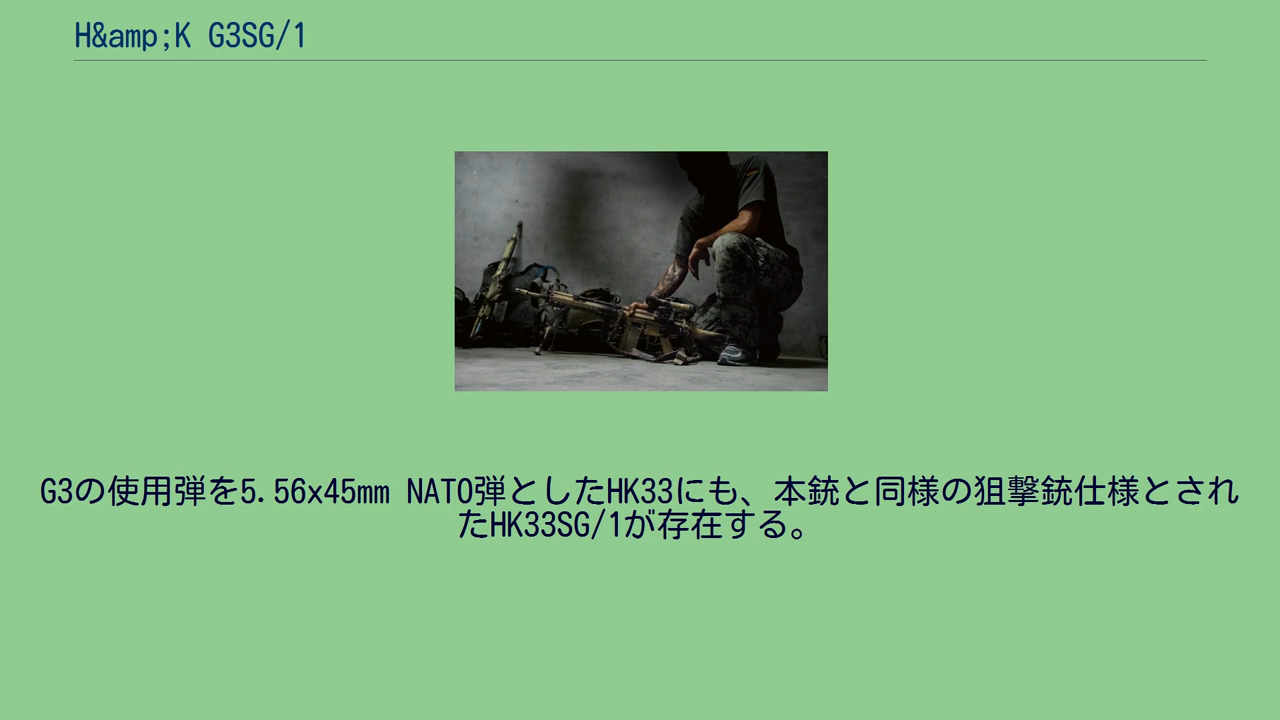 H&amp;K G3SG/1
G3の使用弾を5.56x45mm NATO弾としたHK33にも、本銃と同様の狙撃銃仕様とされ
たHK33SG/1が存在する。